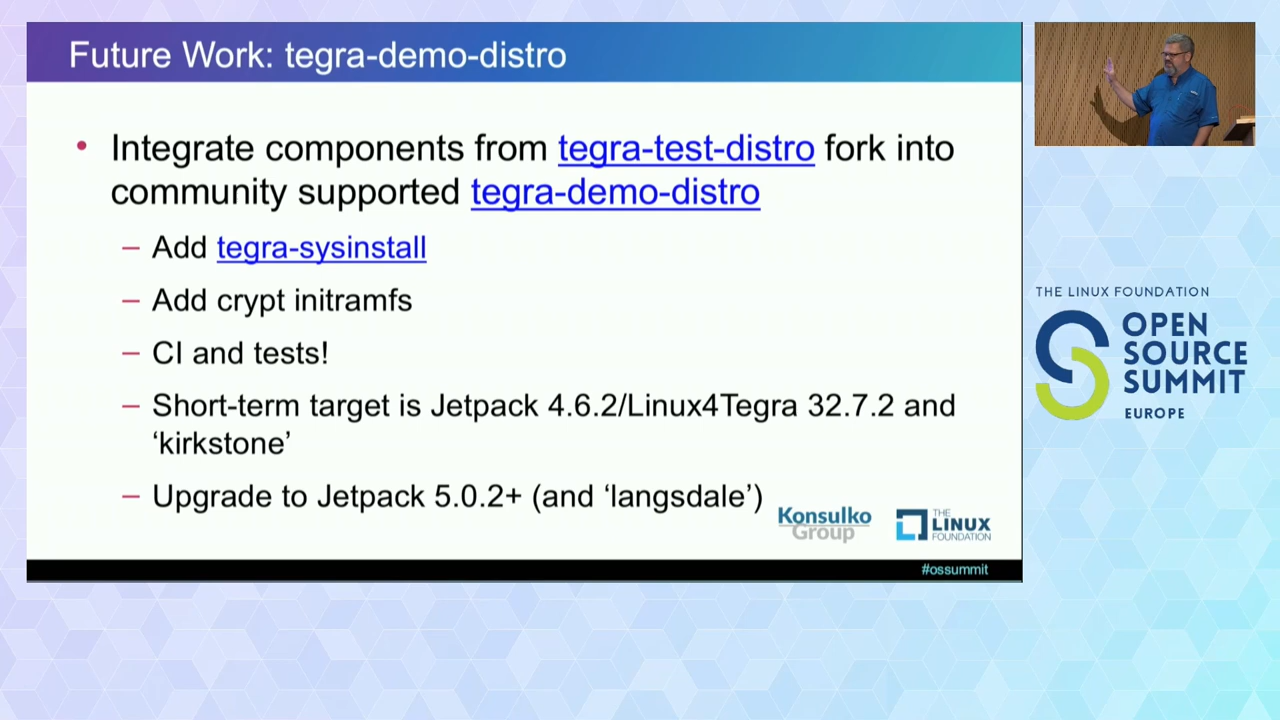 Future Work: tegra-demo-distro
• Integrate components from tegra-test-distro fork into
community supported tegra-demo-distro
– Add tegra-sysinstall
– Add crypt initramfs
– CI and tests!
– Short-term target is Jetpack 4.6.2/Linux4Tegra 32.7.2 and
‘kirkstone’
– Upgrade to Jetpack 5.0.2+ (and ‘langsdale’)
Konsulko
Group
THE
LINUX
FOUNDATION
#ossummit
THE LINUX FOUNDATION
OPEN
SOURCE
SUMMIT
EUROPE